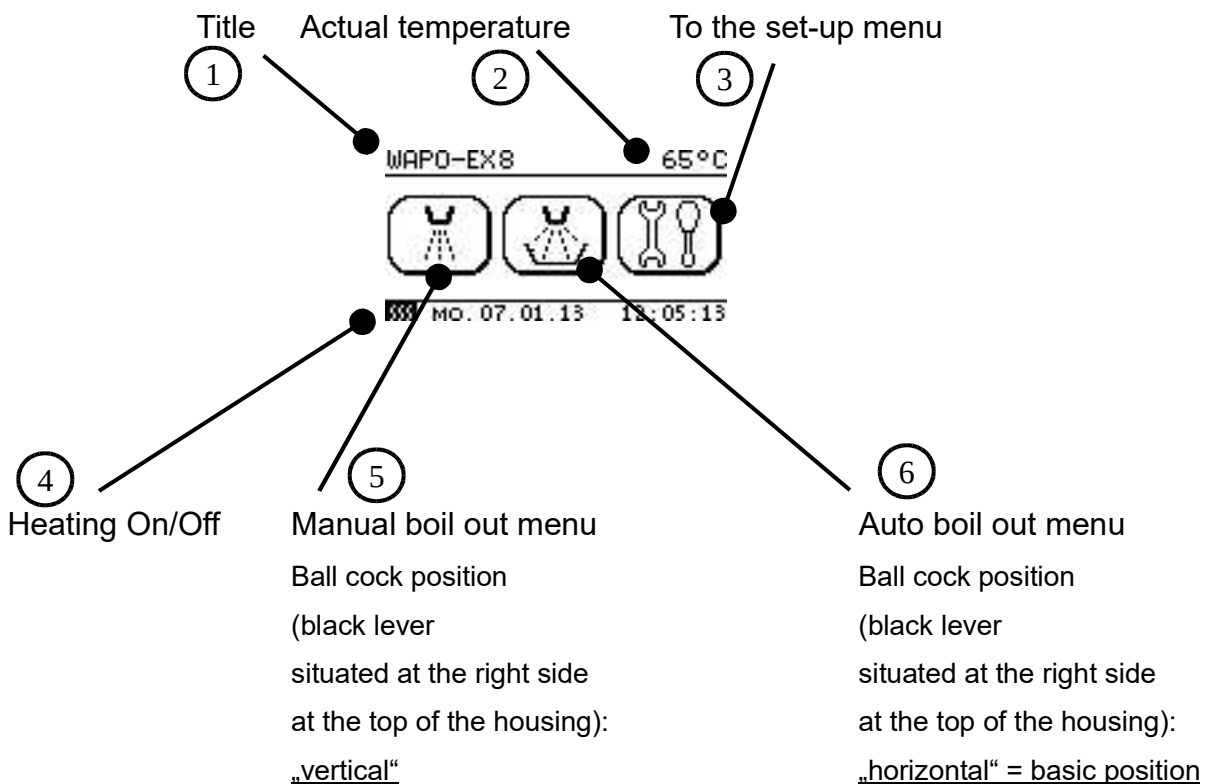 Title Actual temperature To the set-up menu
1 2 3
WAPO-EX8 65°C
MO. 07.01.13 12:05:13
4 5 6
Heating On/Off Manual boil out menu Auto boil out menu
Ball cock position Ball cock position
(black lever (black lever
situated at the right side situated at the right side
at the top of the housing): at the top of the housing):
„vertical“ „horizontal“ = basic position